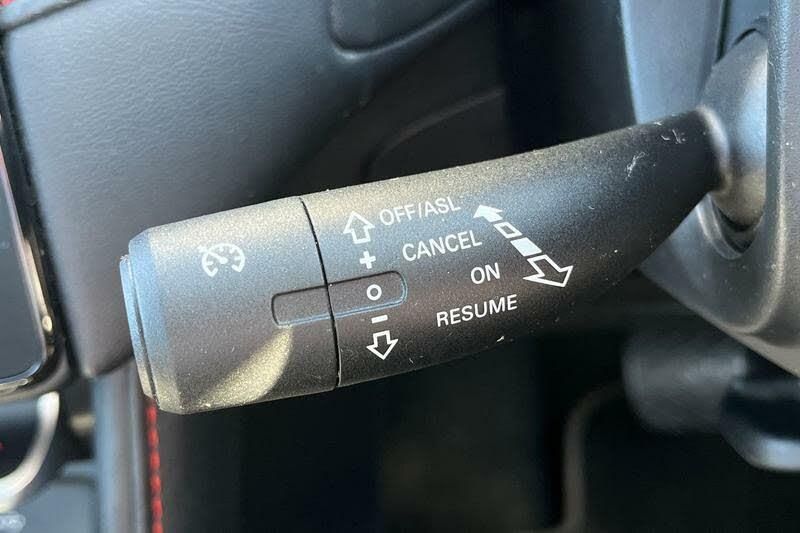 OFF/ASL
CANCEL
+
ON
O
RESUME
-